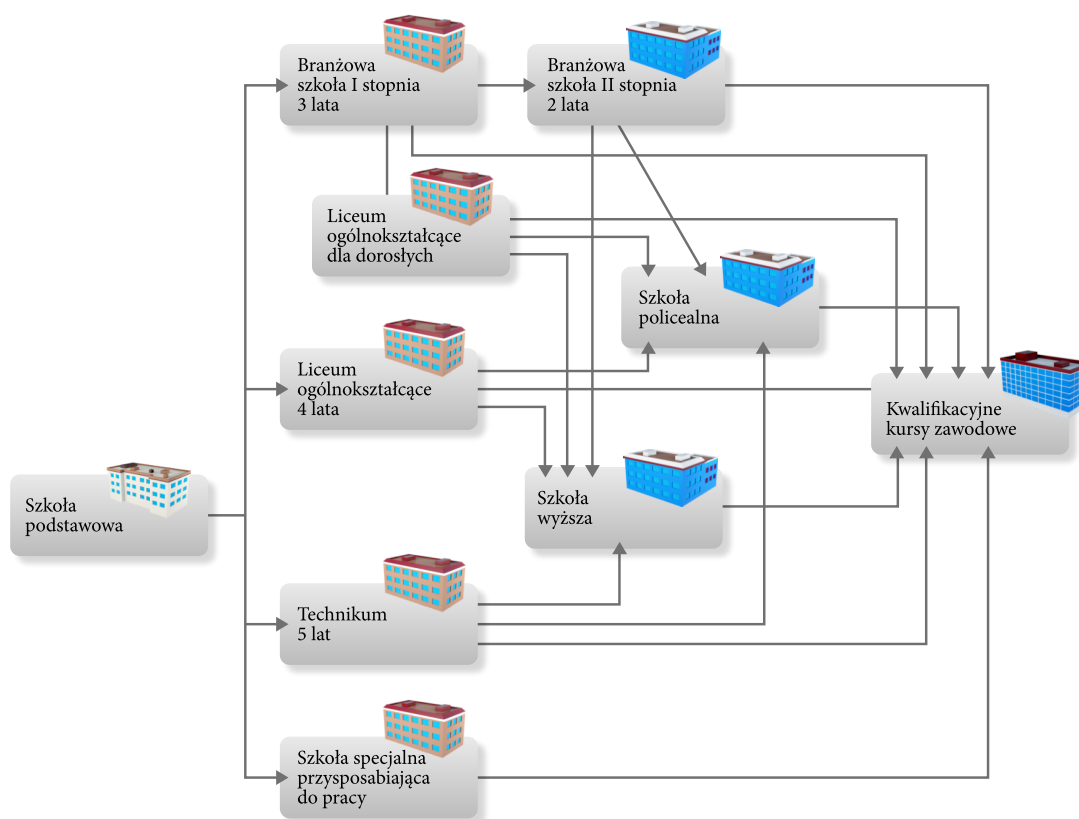 Branżowa
szkoła I stopnia
3 lata
Branżowa
szkoła II stopnia
2 lata
Liceum
ogólnokształcące
dla dorosłych
Szkoła
policealna
Liceum
ogólnokształcące
4 lata
Kwalifikacyjne
kursy zawodowe
Szkoła
podstawowa
Szkoła
wyższa
Technikum
5 lat
Szkoła specjalna
przysposabiająca
do pracy